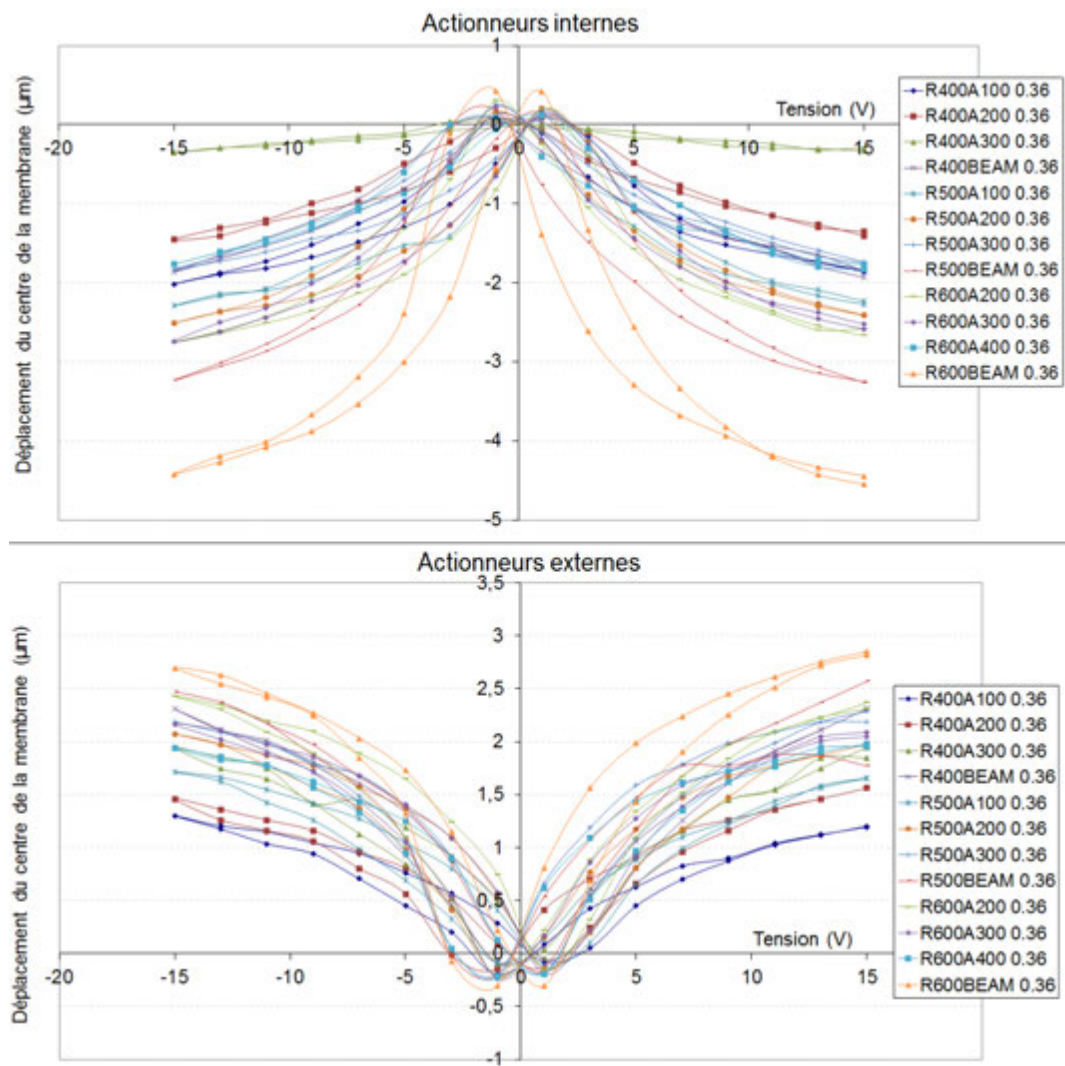 Actionneurs internes
Déplacement du centre de la membrane (µm)
Tension (V)
1
0
-1
-2
-3
-4
-5
-20
-15
-10
-5
0
5
10
15
20
R400A100 0.36
R400A200 0.36
R400A300 0.36
R400BEAM 0.36
R500A100 0.36
R500A200 0.36
R500A300 0.36
R500BEAM 0.36
R600A200 0.36
R600A300 0.36
R600A400 0.36
R600BEAM 0.36
Actionneurs externes
Déplacement du centre de la membrane (µm)
Tension (V)
3,5
3
2,5
2
1,5
1
0,5
0
-0,5
-1
-20
-15
-10
-5
0
5
10
15
20
R400A100 0.36
R400A200 0.36
R400A300 0.36
R400BEAM 0.36
R500A100 0.36
R500A200 0.36
R500A300 0.36
R500BEAM 0.36
R600A200 0.36
R600A300 0.36
R600A400 0.36
R600BEAM 0.36